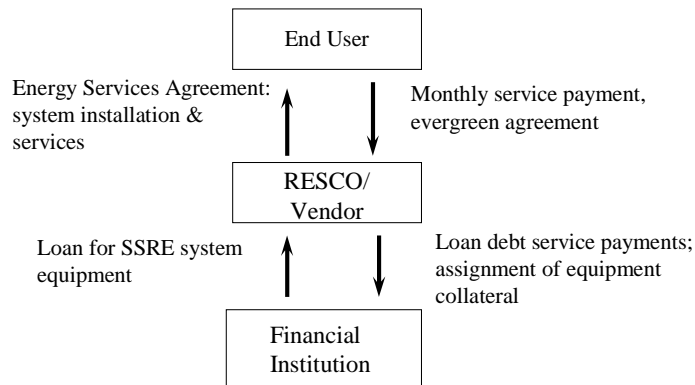 End User
Energy Services Agreement:
system installation &
services
Monthly service payment,
evergreen agreement
RESCO/
Vendor
Loan for SSRE system
equipment
Loan debt service payments;
assignment of equipment
collateral
Financial
Institution